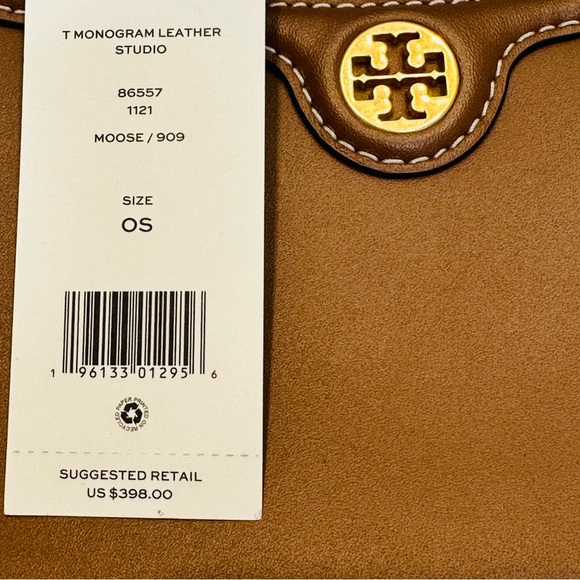 T MONOGRAM LEATHER
STUDIO
86557
1121
MOOSE / 909
SIZE
OS
1 96133 01295 6
PRINTED ON RECYCLED PAPER
SUGGESTED RETAIL
US $398.00